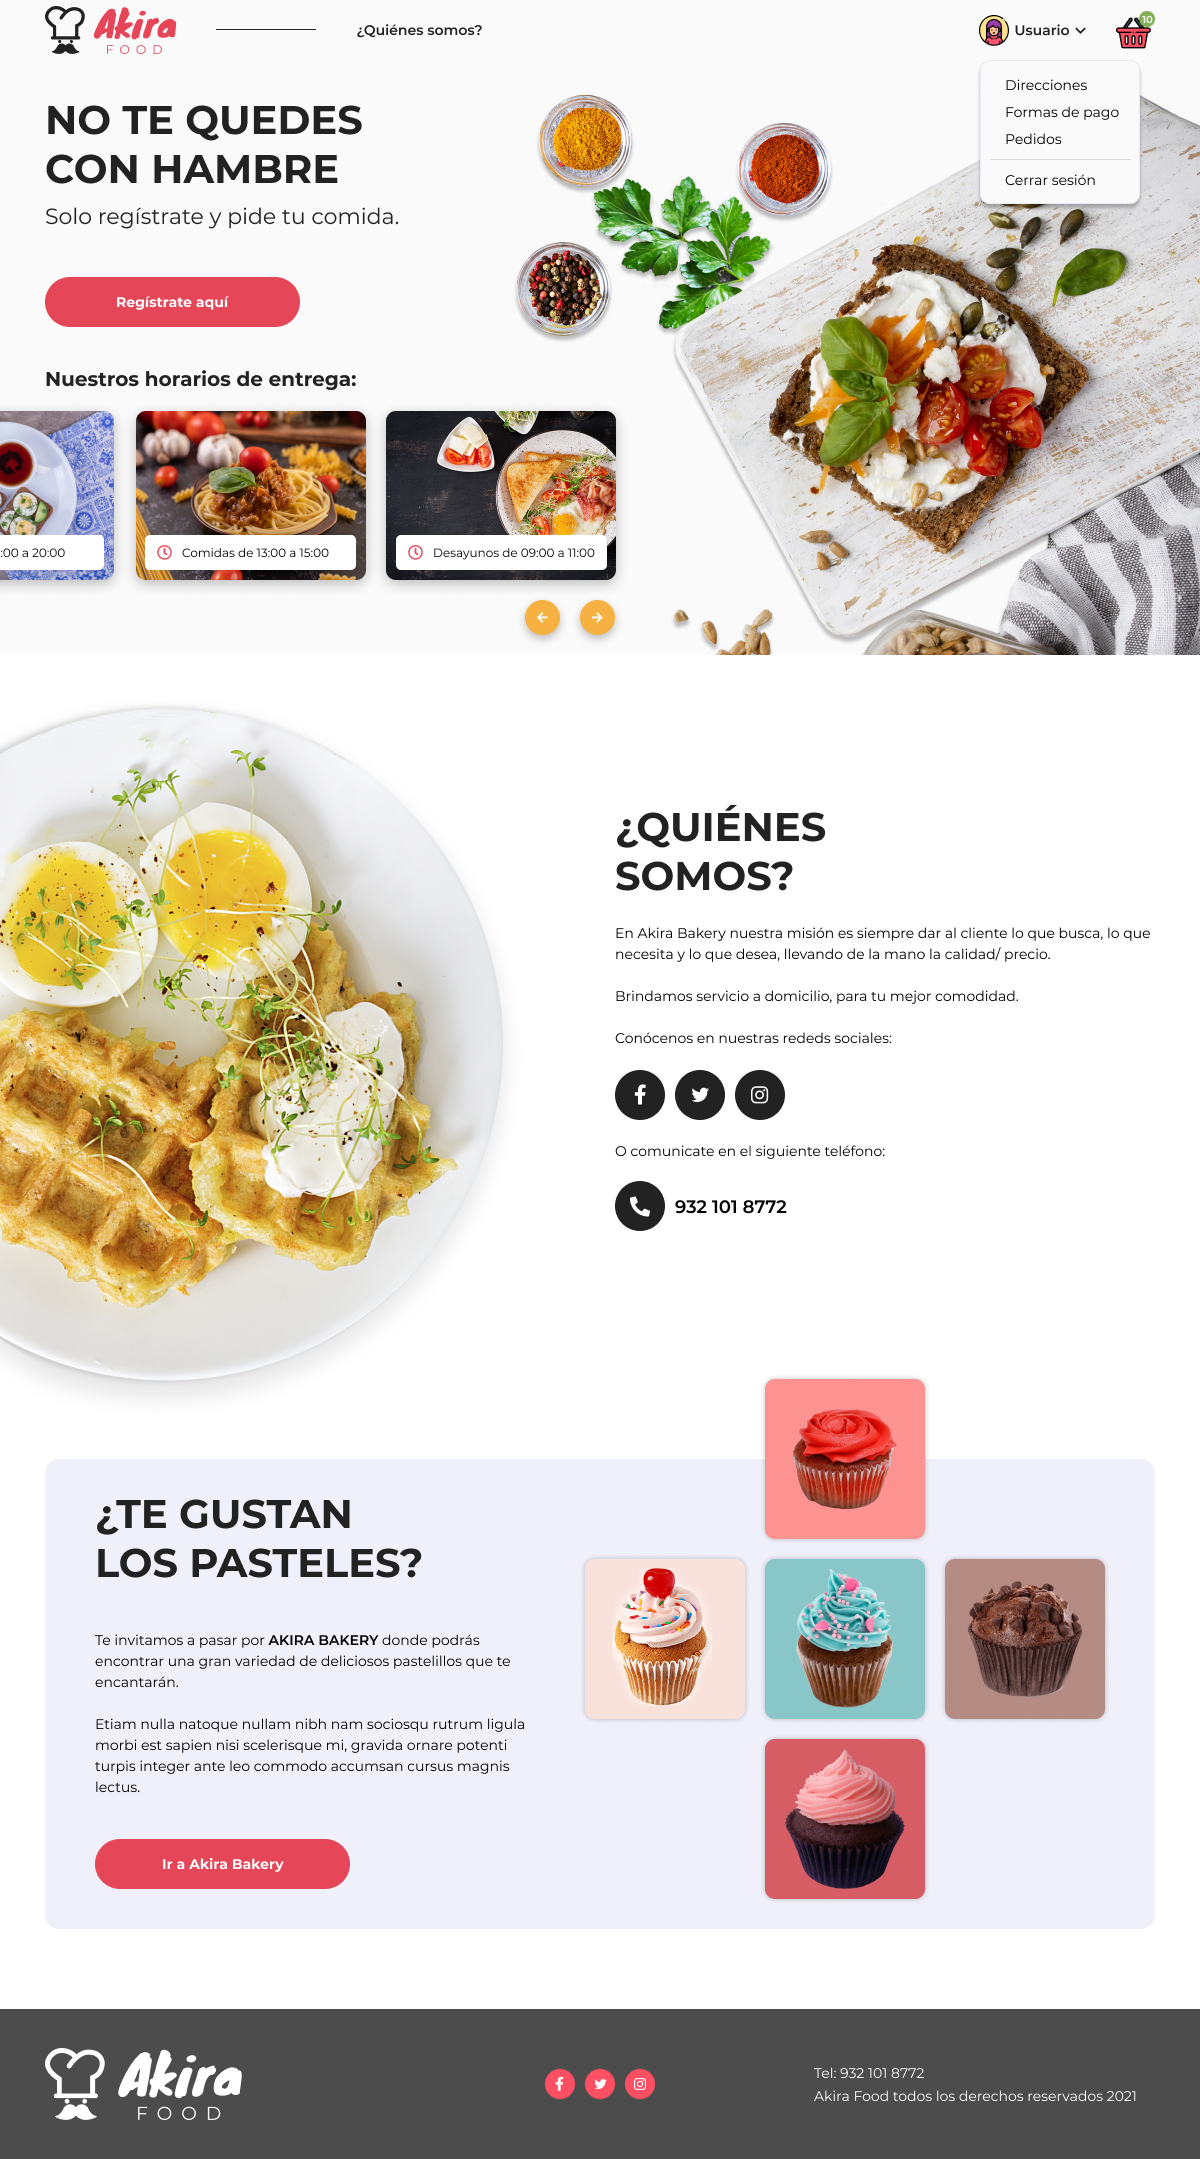 Akira
FOOD
¿Quiénes somos?
Usuario
10
Direcciones
Formas de pago
Pedidos
Cerrar sesión
NO TE QUEDES
CON HAMBRE
Solo regístrate y pide tu comida.
Regístrate aquí
Nuestros horarios de entrega:
:00 a 20:00
Comidas de 13:00 a 15:00
Desayunos de 09:00 a 11:00
¿QUIÉNES
SOMOS?
En Akira Bakery nuestra misión es siempre dar al cliente lo que busca, lo que
necesita y lo que desea, llevando de la mano la calidad/ precio.
Brindamos servicio a domicilio, para tu mejor comodidad.
Conócenos en nuestras rededs sociales:
O comunicate en el siguiente teléfono:
932 101 8772
¿TE GUSTAN
LOS PASTELES?
Te invitamos a pasar por AKIRA BAKERY donde podrás
encontrar una gran variedad de deliciosos pastelillos que te
encantarán.
Etiam nulla natoque nullam nibh nam sociosqu rutrum ligula
morbi est sapien nisi scelerisque mi, gravida ornare potenti
turpis integer ante leo commodo accumsan cursus magnis
lectus.
Ir a Akira Bakery
Akira
FOOD
Tel: 932 101 8772
Akira Food todos los derechos reservados 2021